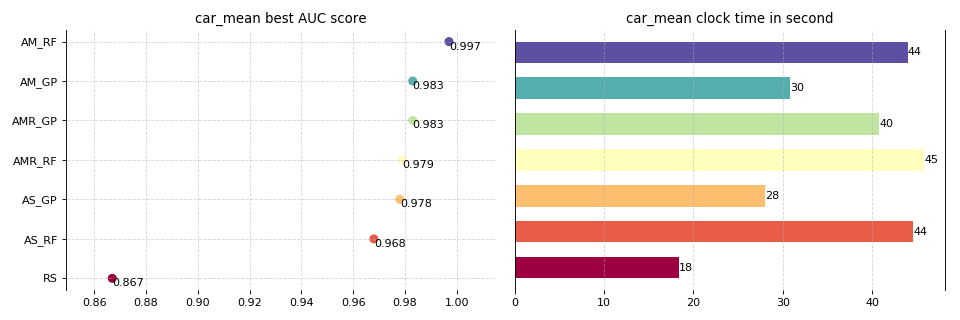 car_mean best AUC score
AM_RF
0.997
AM_GP
0.983
AMR_GP
0.983
AMR_RF
0.979
AS_GP
0.978
AS_RF
0.968
RS
0.867
0.86 0.88 0.90 0.92 0.94 0.96 0.98 1.00
car_mean clock time in second
44
30
40
45
28
44
18
0 10 20 30 40